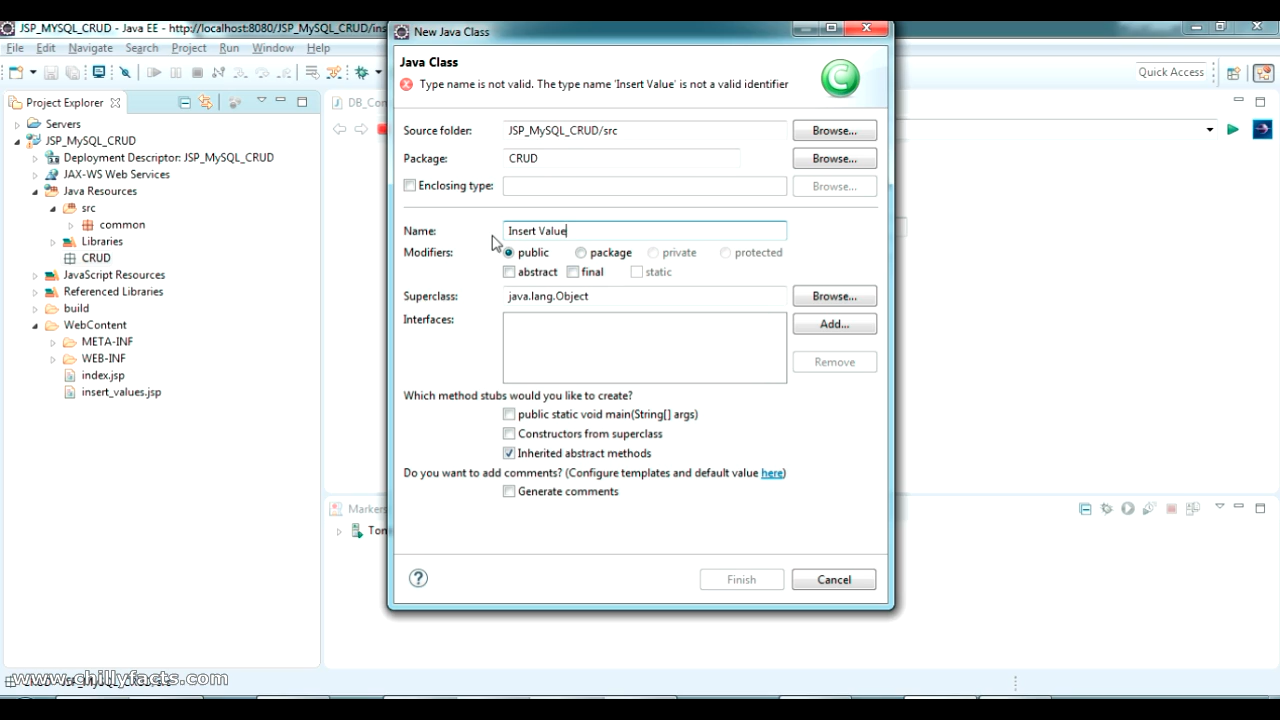 JSP_MYSQL_CRUD - Java EE - http://localhost:8080/JSP_MySQL_CRUD/ins
New Java Class
File Edit Navigate Search Project Run Window Help
Java Class
Type name is not valid. The type name 'Insert Value' is not a valid identifier
Quick Access
Project Explorer
DB_Con
Servers
JSP_MySQL_CRUD
Deployment Descriptor: JSP_MySQL_CRUD
JAX-WS Web Services
Java Resources
src
common
Libraries
CRUD
JavaScript Resources
Referenced Libraries
build
WebContent
META-INF
WEB-INF
index.jsp
insert_values.jsp
Source folder: JSP_MySQL_CRUD/src Browse...
Package: CRUD Browse...
Enclosing type: Browse...
Name: Insert Value
Modifiers: public package private protected
abstract final static
Superclass: java.lang.Object Browse...
Interfaces: Add...
Remove
Which method stubs would you like to create?
public static void main(String[] args)
Constructors from superclass
Inherited abstract methods
Do you want to add comments? (Configure templates and default value here)
Generate comments
Finish Cancel
Markers
Tom
www.chillyfacts.com